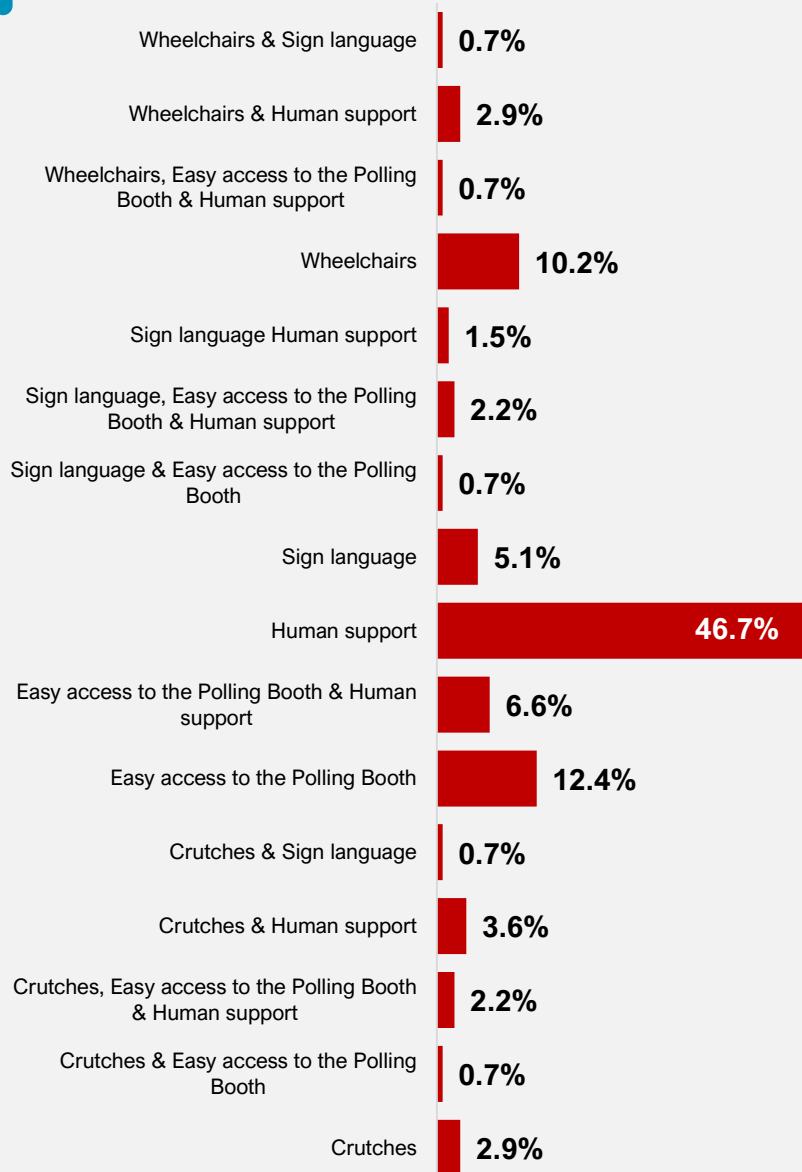 Wheelchairs & Sign language 0.7%
Wheelchairs & Human support 2.9%
Wheelchairs, Easy access to the Polling
Booth & Human support 0.7%
Wheelchairs 10.2%
Sign language Human support 1.5%
Sign language, Easy access to the Polling
Booth & Human support 2.2%
Sign language & Easy access to the Polling
Booth 0.7%
Sign language 5.1%
Human support 46.7%
Easy access to the Polling Booth & Human
support 6.6%
Easy access to the Polling Booth 12.4%
Crutches & Sign language 0.7%
Crutches & Human support 3.6%
Crutches, Easy access to the Polling Booth
& Human support 2.2%
Crutches & Easy access to the Polling
Booth 0.7%
Crutches 2.9%